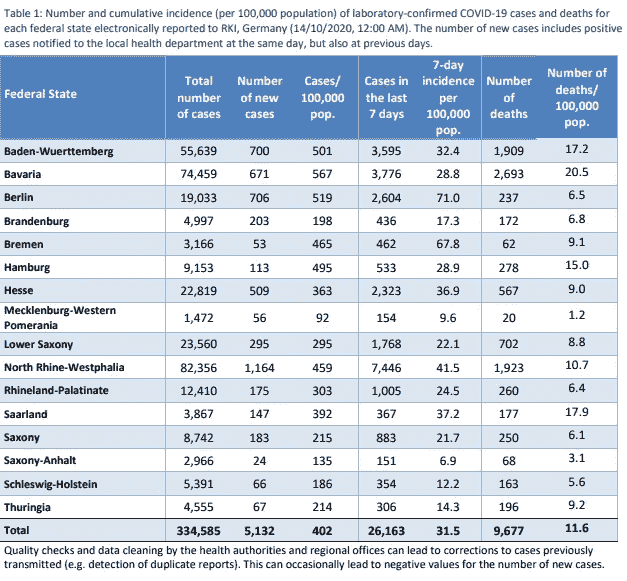 Table 1: Number and cumulative incidence (per 100,000 population) of laboratory-confirmed COVID-19 cases and deaths for
each federal state electronically reported to RKI, Germany (14/10/2020, 12:00 AM). The number of new cases includes positive
cases notified to the local health department at the same day, but also at previous days.
Federal State | Total number of cases | Number of new cases | Cases/ 100,000 pop. | Cases in the last 7 days | 7-day incidence per 100,000 pop. | Number of deaths | Number of deaths/ 100,000 pop.
Baden-Wuerttemberg 55,639 700 501 3,595 32.4 1,909 17.2
Bavaria 74,459 671 567 3,776 28.8 2,693 20.5
Berlin 19,033 706 519 2,604 71.0 237 6.5
Brandenburg 4,997 203 198 436 17.3 172 6.8
Bremen 3,166 53 465 462 67.8 62 9.1
Hamburg 9,153 113 495 533 28.9 278 15.0
Hesse 22,819 509 363 2,323 36.9 567 9.0
Mecklenburg-Western Pomerania 1,472 56 92 154 9.6 20 1.2
Lower Saxony 23,560 295 295 1,768 22.1 702 8.8
North Rhine-Westphalia 82,356 1,164 459 7,446 41.5 1,923 10.7
Rhineland-Palatinate 12,410 175 303 1,005 24.5 260 6.4
Saarland 3,867 147 392 367 37.2 177 17.9
Saxony 8,742 183 215 883 21.7 250 6.1
Saxony-Anhalt 2,966 24 135 151 6.9 68 3.1
Schleswig-Holstein 5,391 66 186 354 12.2 163 5.6
Thuringia 4,555 67 214 306 14.3 196 9.2
Total 334,585 5,132 402 26,163 31.5 9,677 11.6
Quality checks and data cleaning by the health authorities and regional offices can lead to corrections to cases previously
transmitted (e.g. detection of duplicate reports). This can occasionally lead to negative values for the number of new cases.